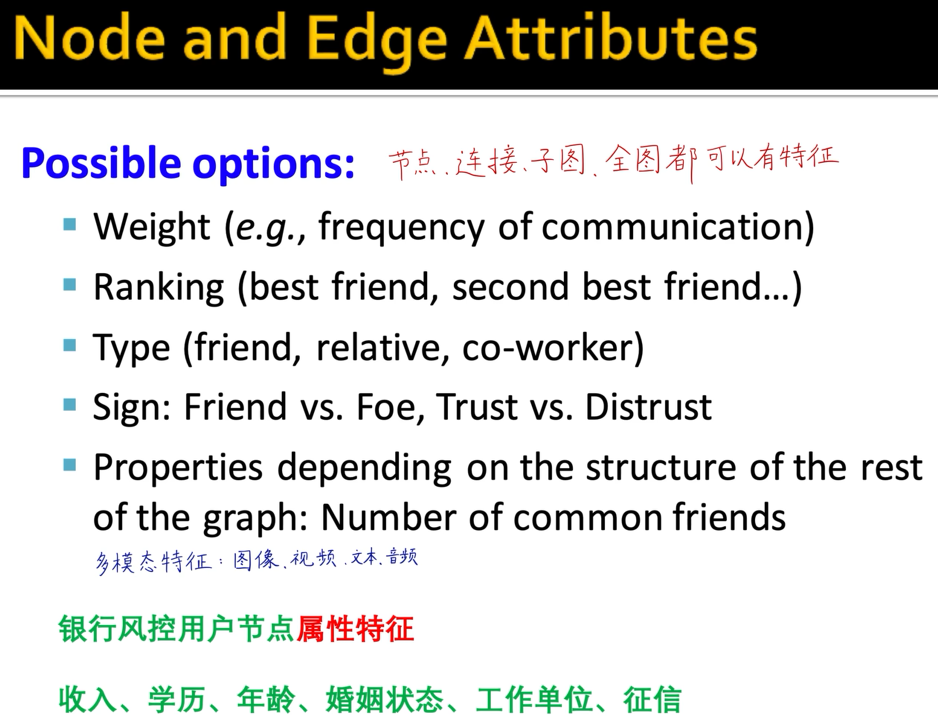 Node and Edge Attributes
Possible options: 节点、连接、子图、全图都可以有特征
▪ Weight (e.g., frequency of communication)
▪ Ranking (best friend, second best friend…)
▪ Type (friend, relative, co-worker)
▪ Sign: Friend vs. Foe, Trust vs. Distrust
▪ Properties depending on the structure of the rest
of the graph: Number of common friends
多模态特征：图像、视频、文本、音频
银行风控用户节点属性特征
收入、学历、年龄、婚姻状态、工作单位、征信